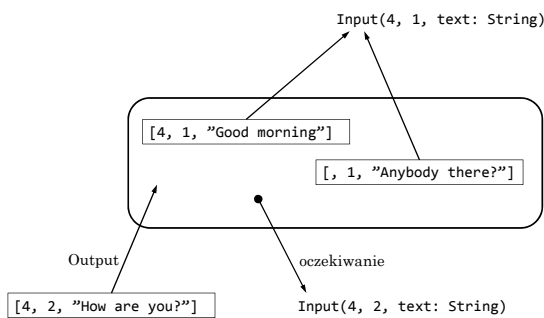 Input(4, 1, text: String)
[4, 1, ”Good morning”]
[, 1, ”Anybody there?”]
Output
oczekiwanie
[4, 2, ”How are you?”]
Input(4, 2, text: String)